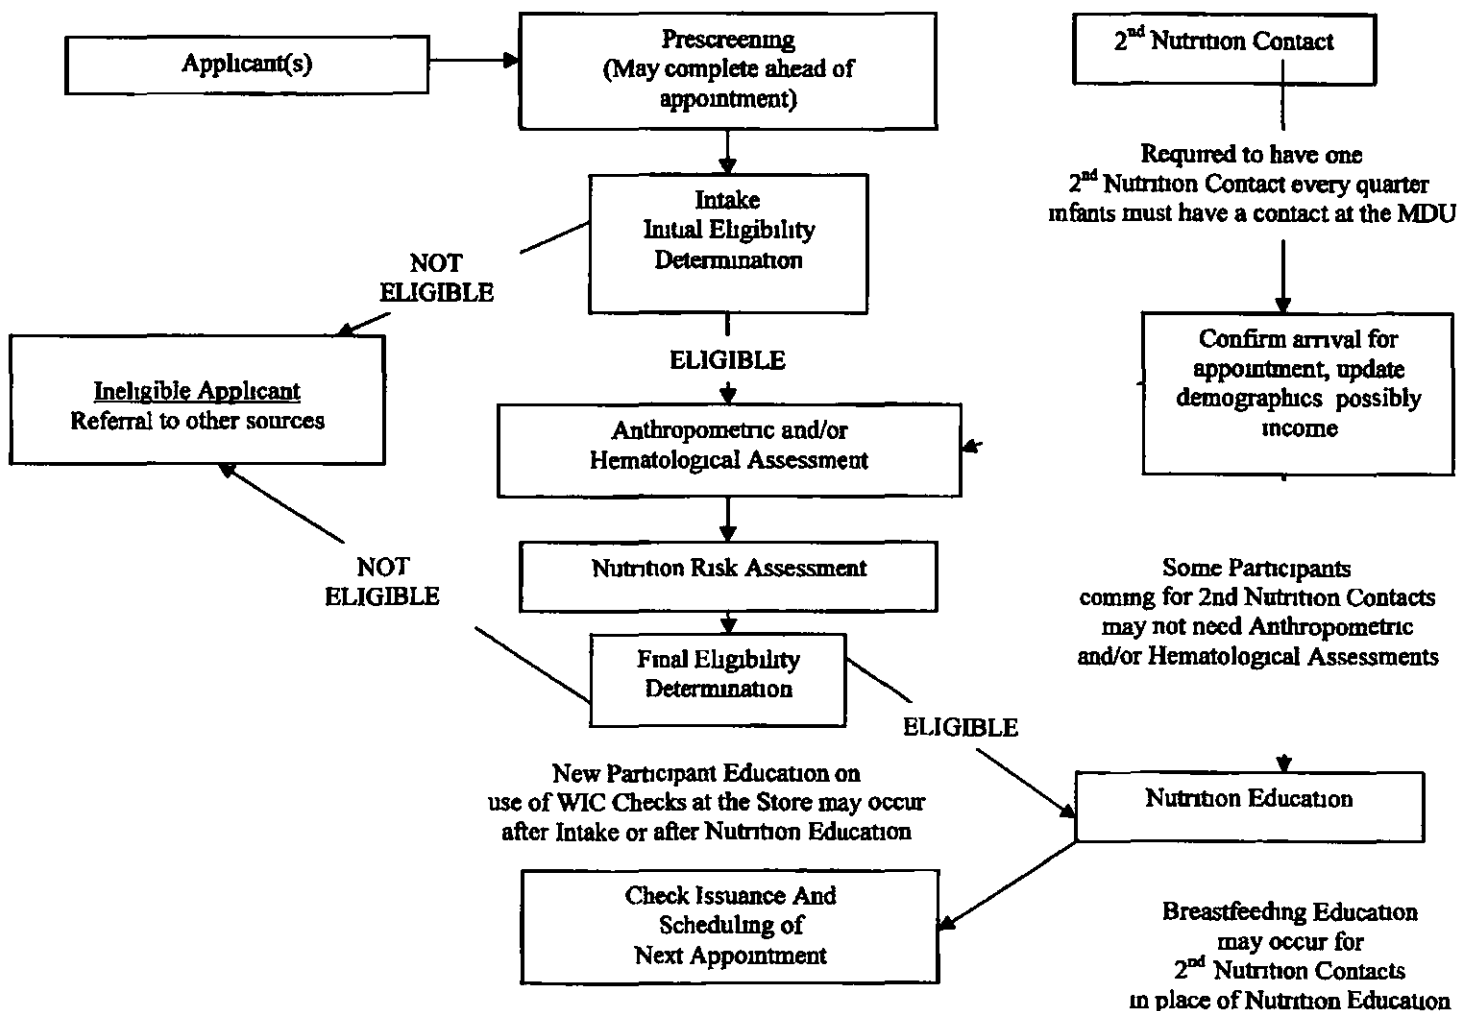 Applicant(s)
Prescreening
(May complete ahead of
appointment)
2nd Nutrition Contact
Required to have one
2nd Nutrition Contact every quarter
infants must have a contact at the MDU
Intake
Initial Eligibility
Determination
NOT
ELIGIBLE
ELIGIBLE
Ineligible Applicant
Referral to other sources
Confirm arrival for
appointment, update
demographics possibly
income
Anthropometric and/or
Hematological Assessment
Nutrition Risk Assessment
NOT
ELIGIBLE
Some Participants
coming for 2nd Nutrition Contacts
may not need Anthropometric
and/or Hematological Assessments
Final Eligibility
Determination
ELIGIBLE
New Participant Education on
use of WIC Checks at the Store may occur
after Intake or after Nutrition Education
Nutrition Education
Check Issuance And
Scheduling of
Next Appointment
Breastfeeding Education
may occur for
2nd Nutrition Contacts
in place of Nutrition Education